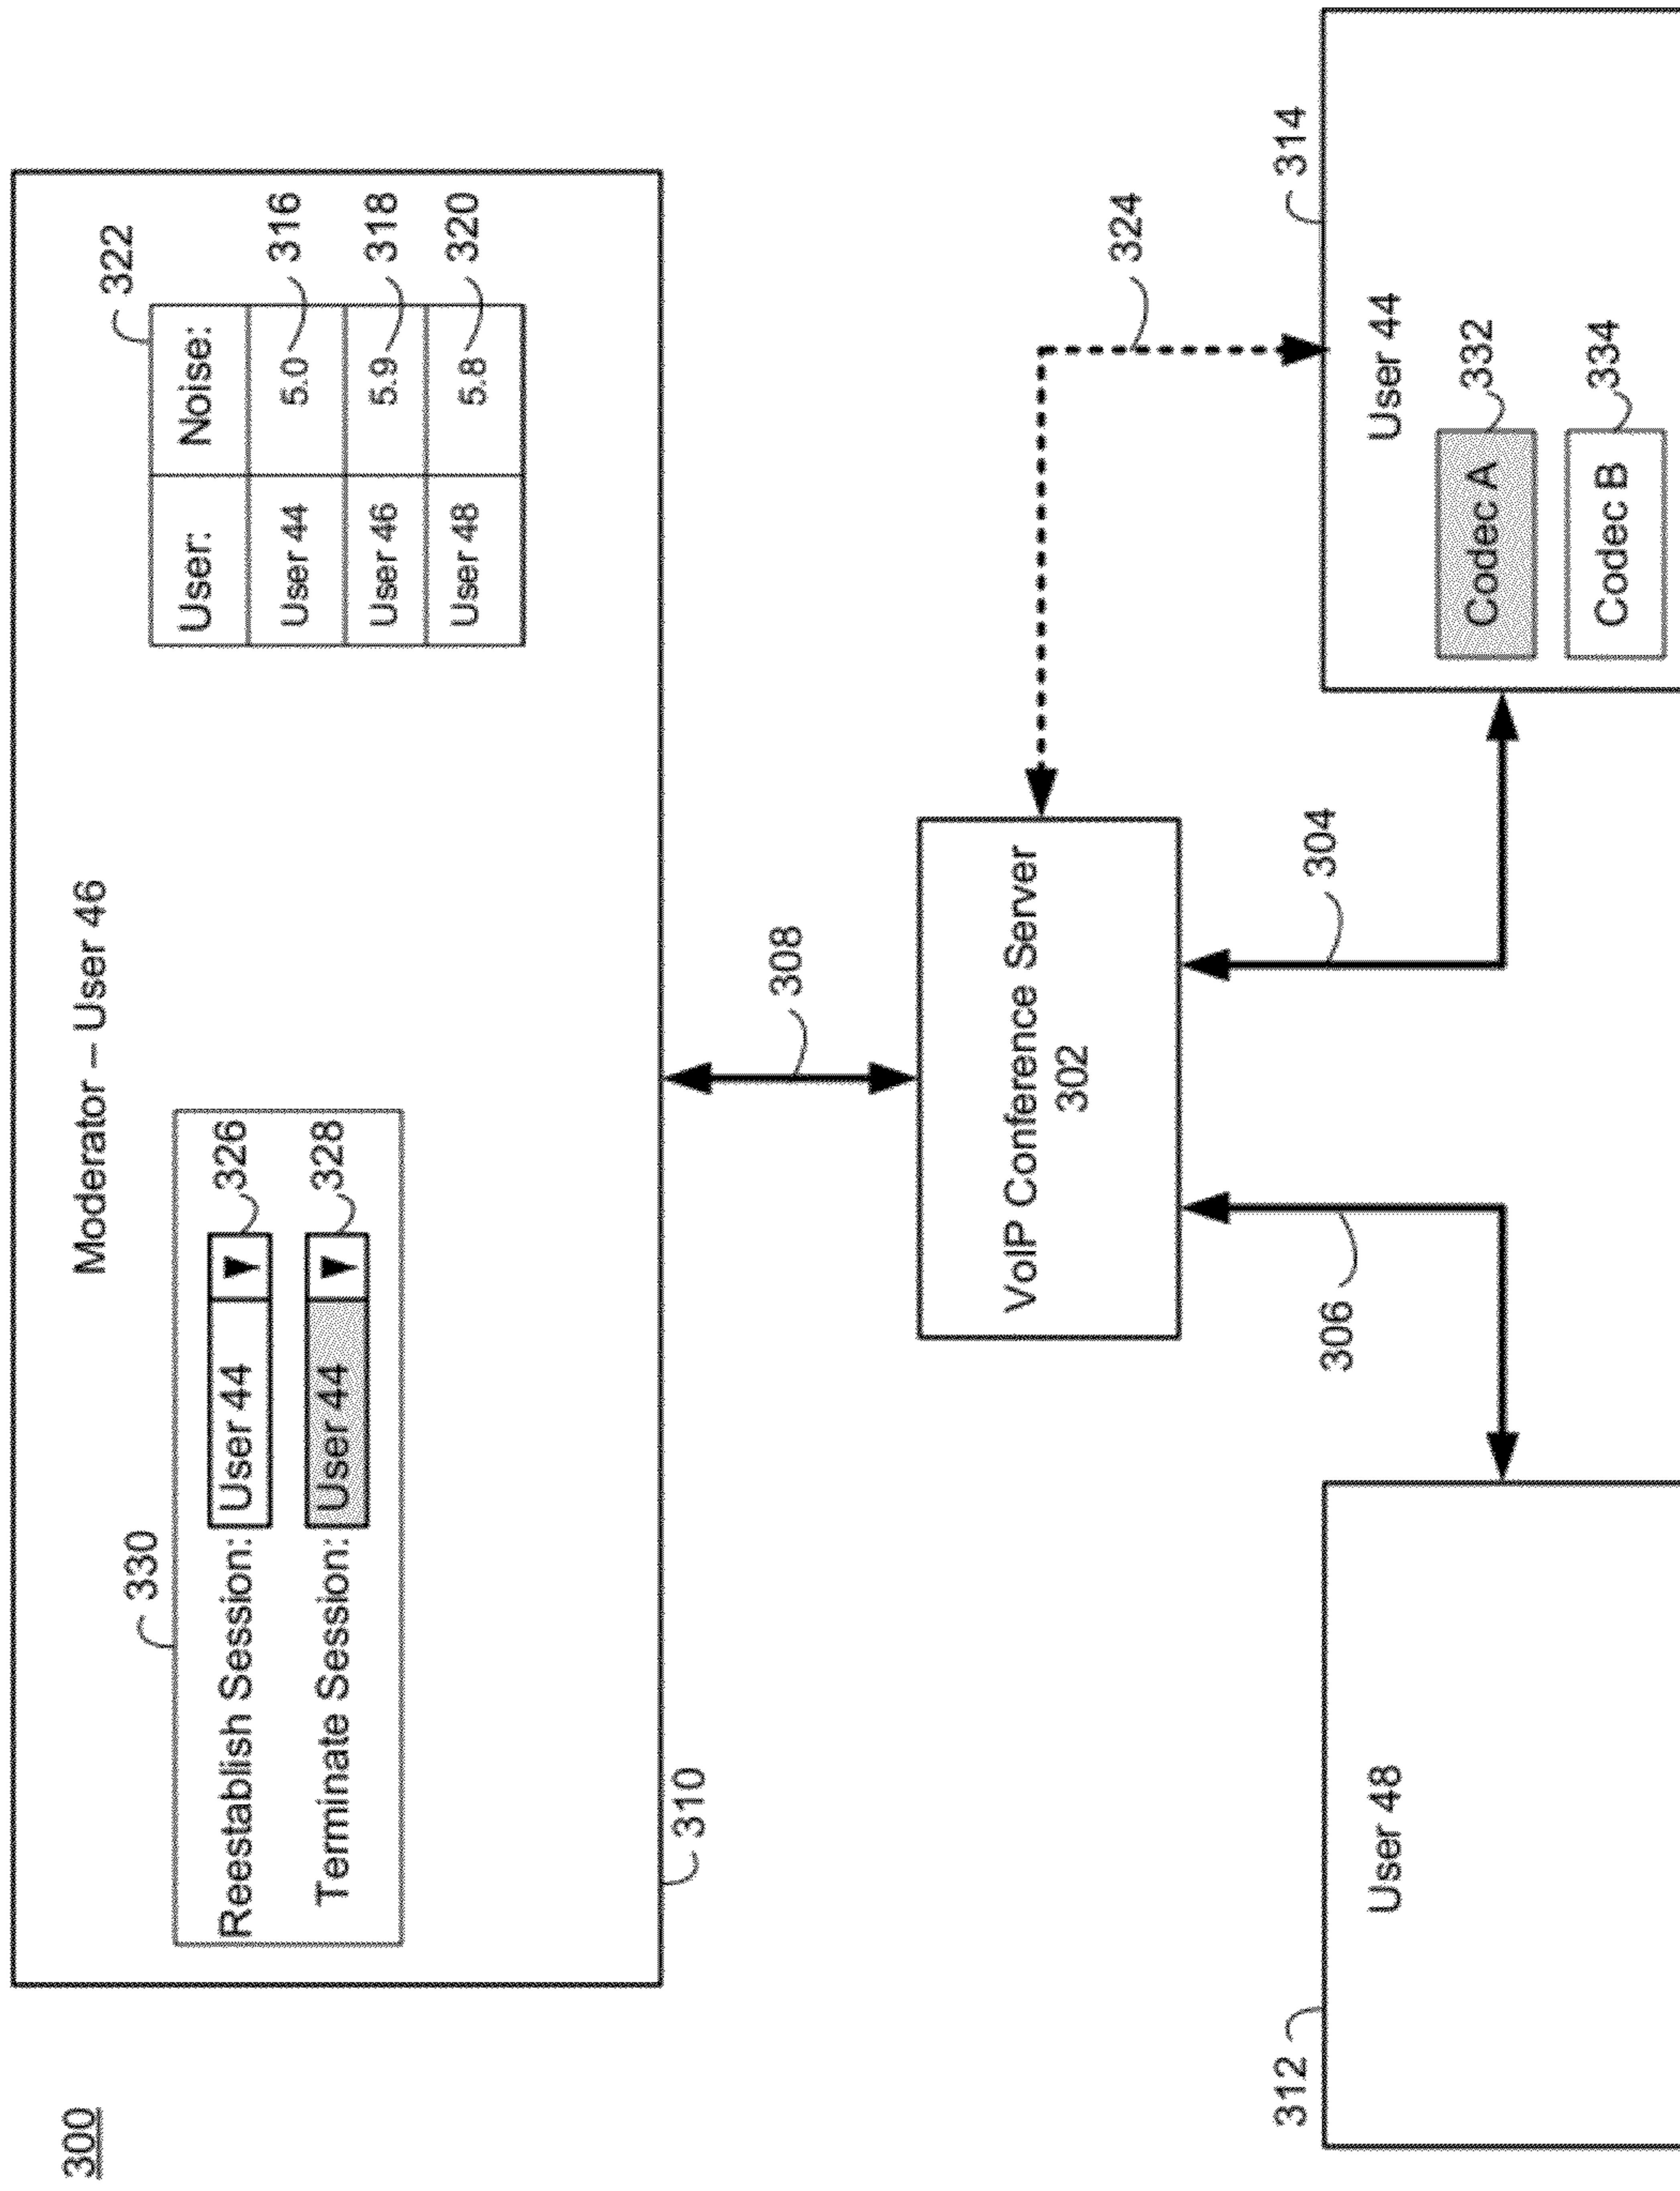 300
Moderator – User 46
330
Reestablish Session: User 44
326
Terminate Session: User 44
328
322
User: Noise:
User 44 5.0
316
User 46 5.9
318
User 48 5.8
320
310
308
VoIP Conference Server
302
324
306
304
312
User 48
314
User 44
Codec A
332
Codec B
334